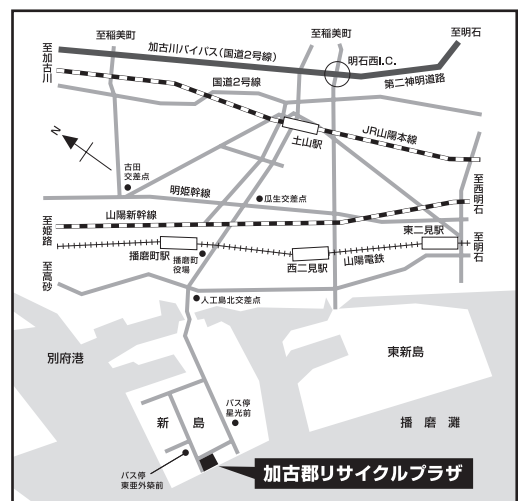 至稲美町
至稲美町
至明石
加古川バイパス(国道2号線)
明石西I.C.
至加古川
国道2号線
第二神明道路
土山駅
JR山陽本線
N
古田
交差点
明姫幹線
瓜生交差点
至西明石
山陽新幹線
至姫路
播磨町駅
播磨町
役場
西二見駅
山陽電鉄
東二見駅
至明石
至高砂
人工島北交差点
別府港
東新島
バス停
星光前
新島
播磨灘
バス停
東亜外築前
加古郡リサイクルプラザ